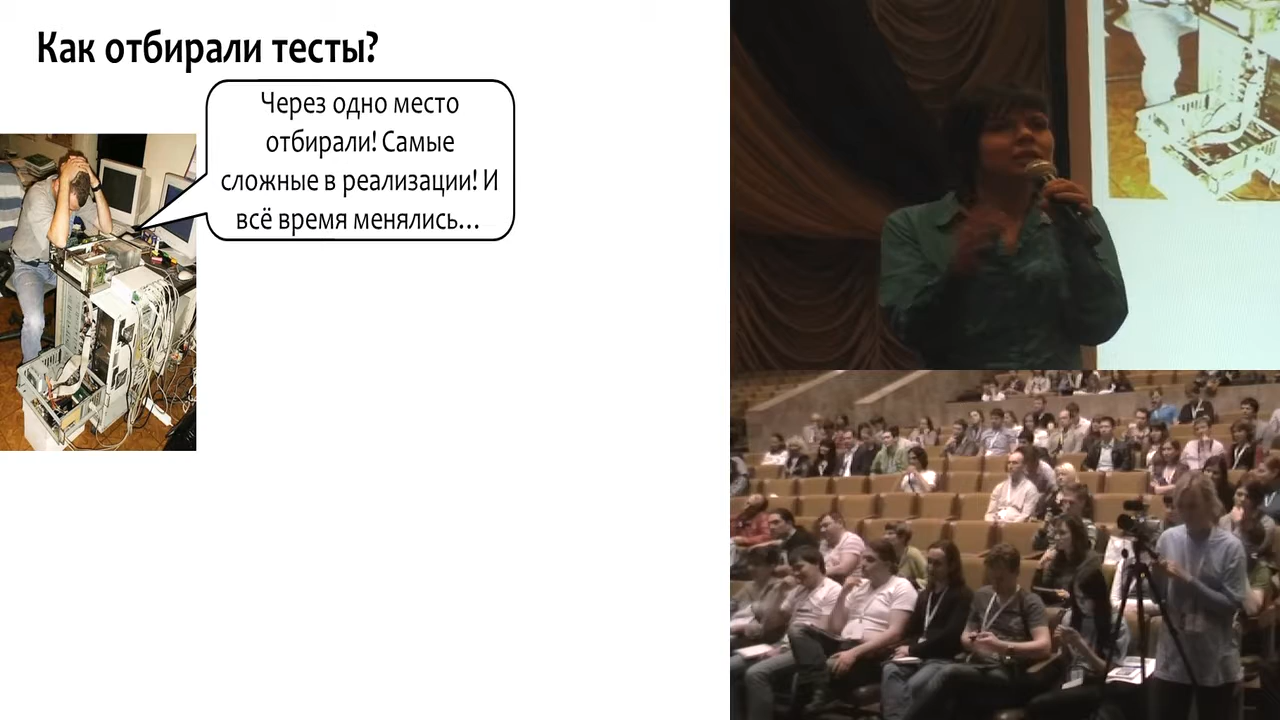 Как отбирали тесты?
Через одно место
отбирали! Самые
сложные в реализации! И
всё время менялись...